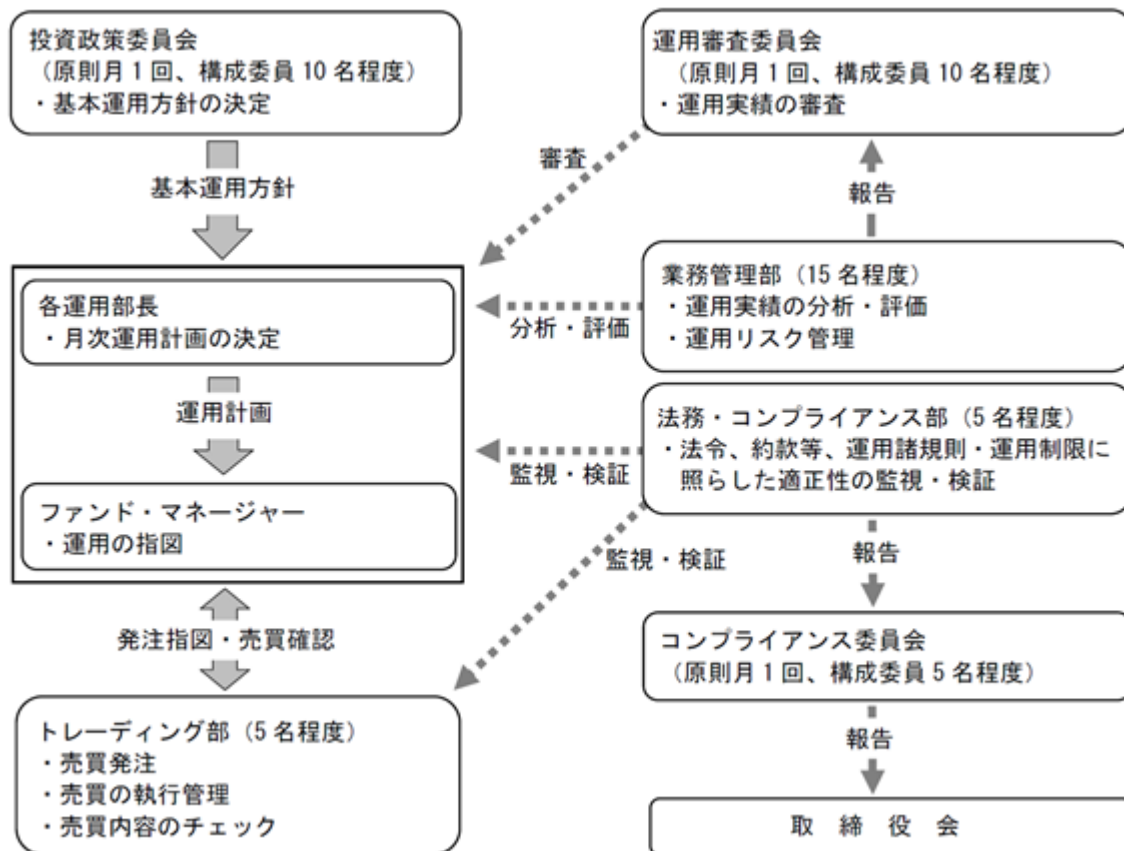 投資政策委員会
（原則月1回、構成委員10名程度）
・基本運用方針の決定
基本運用方針
各運用部長
・月次運用計画の決定
運用計画
ファンド・マネージャー
・運用の指図
発注指図・売買確認
トレーディング部（5名程度）
・売買発注
・売買の執行管理
・売買内容のチェック
運用審査委員会
（原則月1回、構成委員10名程度）
・運用実績の審査
審査
報告
業務管理部（15名程度）
・運用実績の分析・評価
・運用リスク管理
分析・評価
法務・コンプライアンス部（5名程度）
・法令、約款等、運用諸規則・運用制限に
照らした適正性の監視・検証
監視・検証
監視・検証
報告
コンプライアンス委員会
（原則月1回、構成委員5名程度）
報告
取 締 役 会